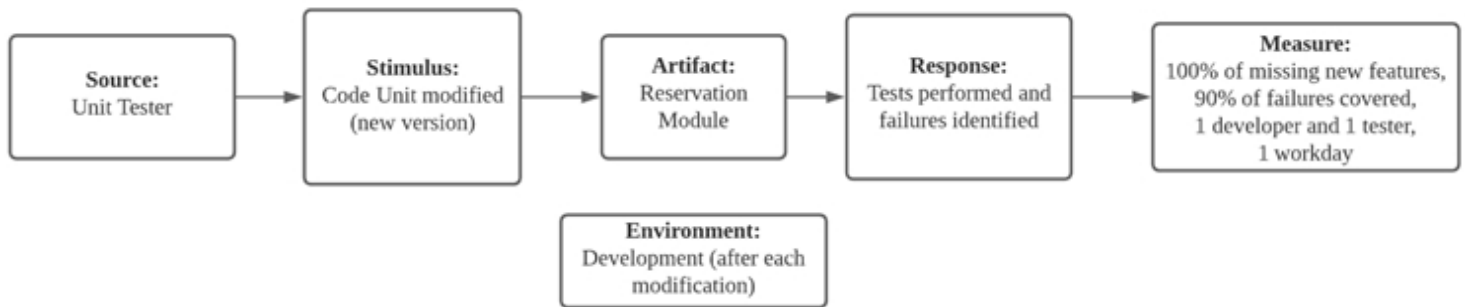 Source:
Unit Tester
Stimulus:
Code Unit modified
(new version)
Artifact:
Reservation
Module
Response:
Tests performed and
failures identified
Measure:
100% of missing new features,
90% of failures covered,
1 developer and 1 tester,
1 workday
Environment:
Development (after each
modification)